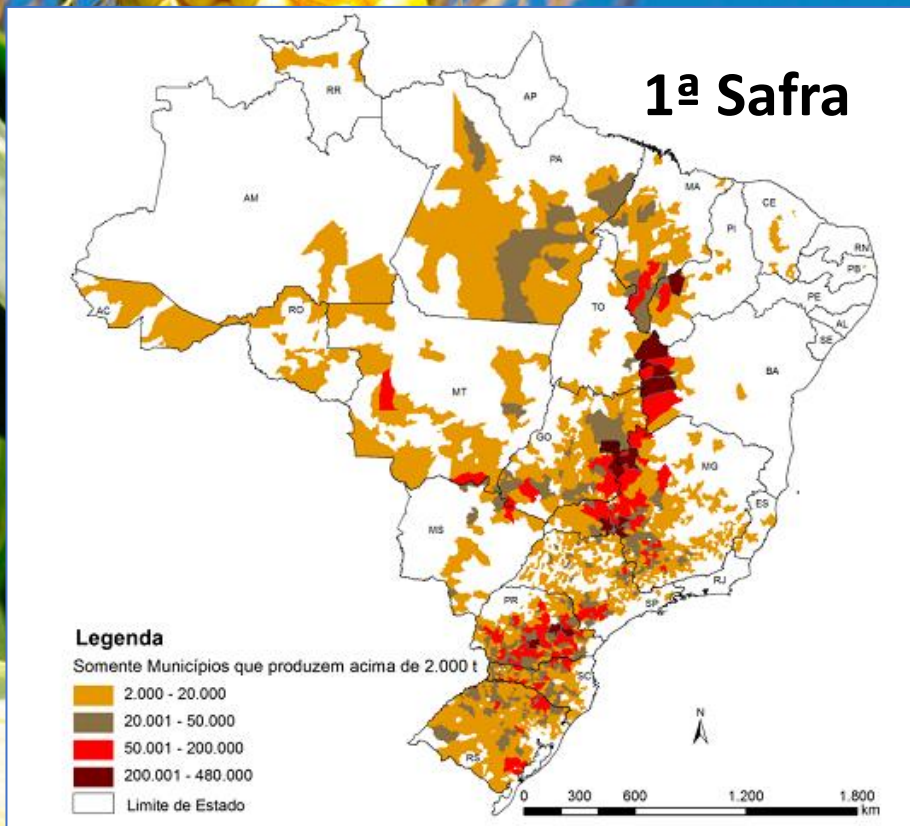 1ª Safra
RR
AP
AM
PA
MA
CE
RN
PB
PI
PE
AL
SE
AC
RO
TO
BA
MT
GO
MG
ES
MS
RJ
SP
PR
SC
RS
Legenda
Somente Municípios que produzem acima de 2.000 t
2.000 - 20.000
20.001 - 50.000
50.001 - 200.000
200.001 - 480.000
Limite de Estado
N
0 300 600 1.200 1.800
km